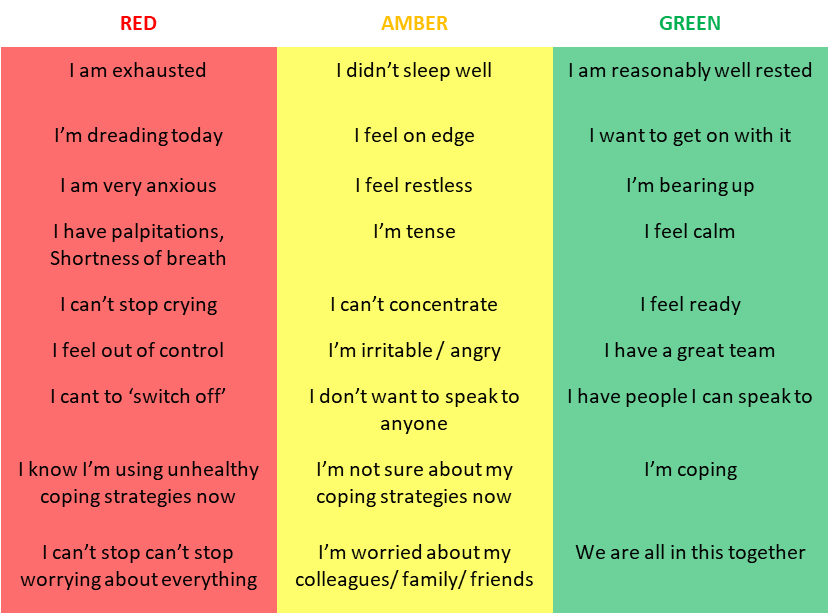 RED AMBER GREEN
I am exhausted I didn’t sleep well I am reasonably well rested
I’m dreading today I feel on edge I want to get on with it
I am very anxious I feel restless I’m bearing up
I have palpitations, I’m tense I feel calm
Shortness of breath
I can’t stop crying I can’t concentrate I feel ready
I feel out of control I’m irritable / angry I have a great team
I cant to ‘switch off’ I don’t want to speak to I have people I can speak to
anyone
I know I’m using unhealthy I’m not sure about my I’m coping
coping strategies now coping strategies now
I can’t stop can’t stop I’m worried about my We are all in this together
worrying about everything colleagues/ family/ friends